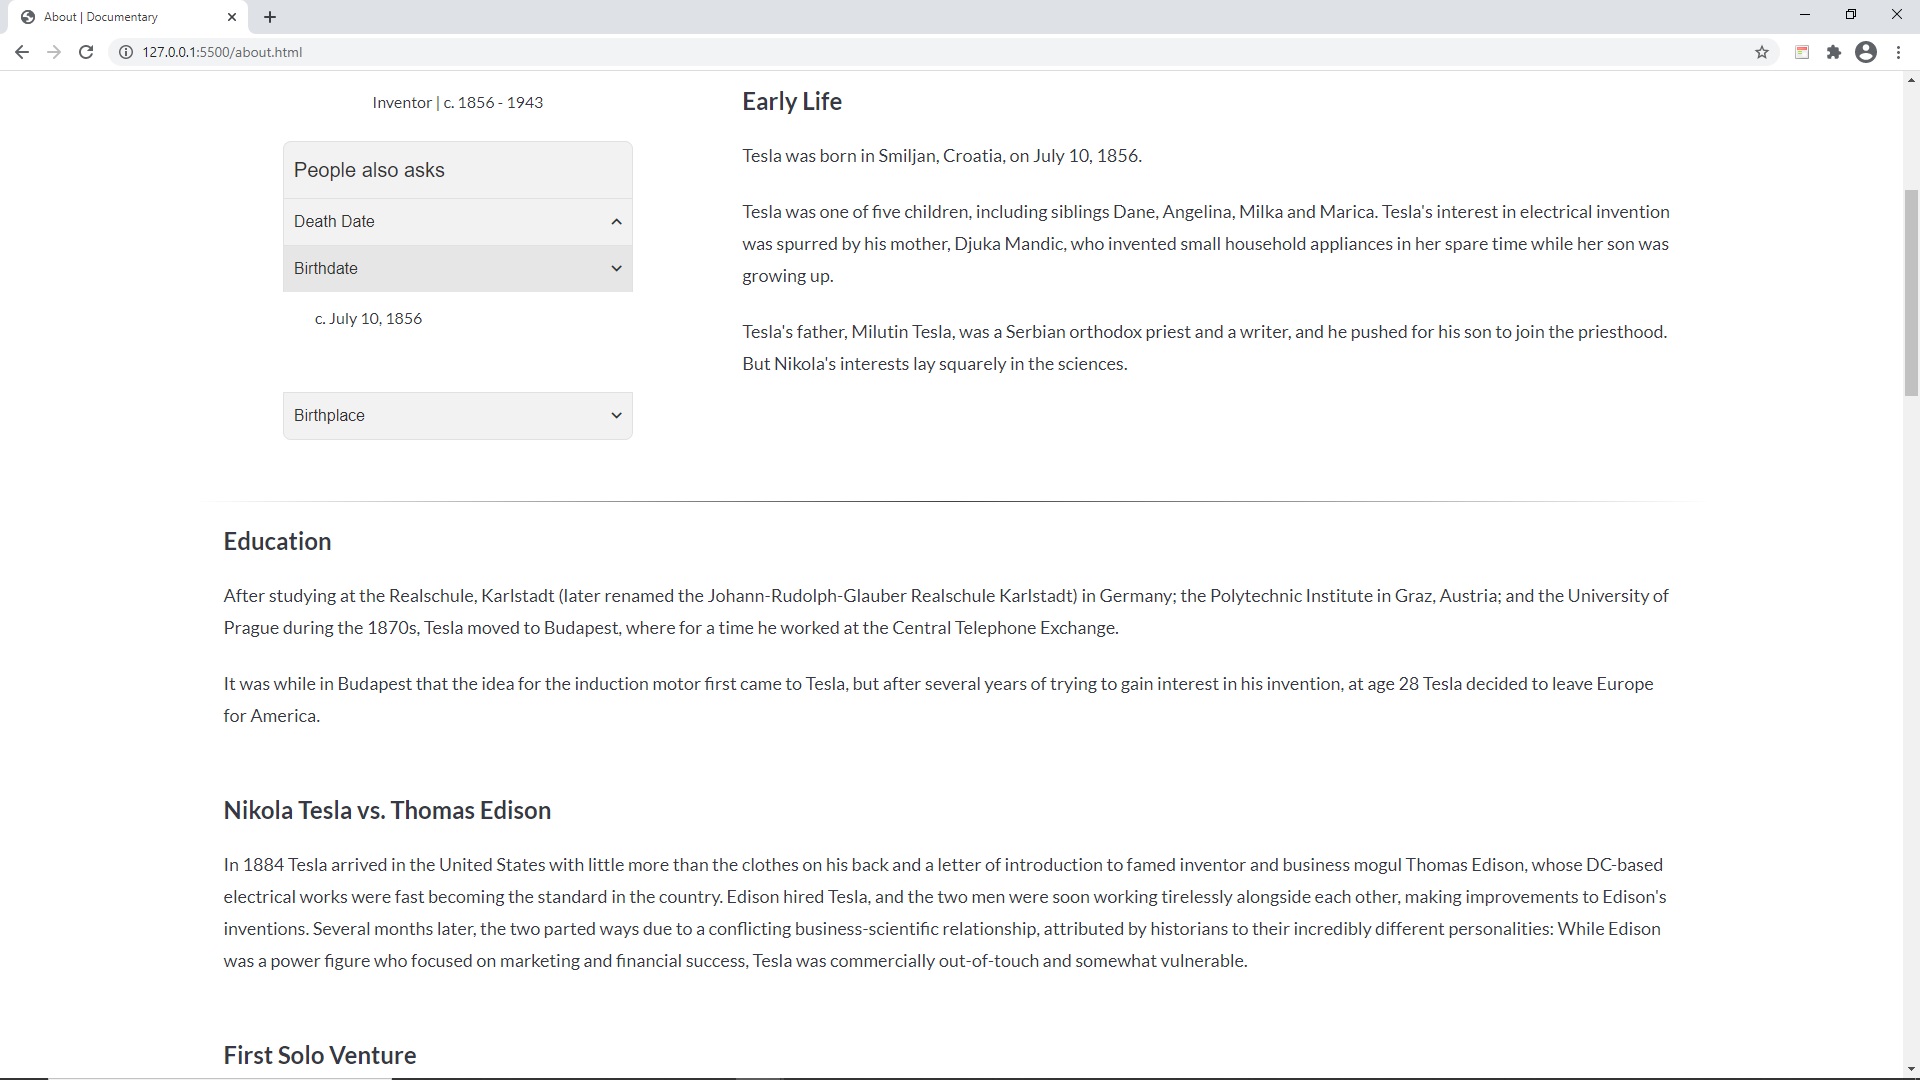 About | Documentary
127.0.0.1:5500/about.html
Inventor | c. 1856 - 1943
People also asks
Death Date
Birthdate
c. July 10, 1856
Birthplace
Early Life
Tesla was born in Smiljan, Croatia, on July 10, 1856.
Tesla was one of five children, including siblings Dane, Angelina, Milka and Marica. Tesla's interest in electrical invention
was spurred by his mother, Djuka Mandic, who invented small household appliances in her spare time while her son was
growing up.
Tesla's father, Milutin Tesla, was a Serbian orthodox priest and a writer, and he pushed for his son to join the priesthood.
But Nikola's interests lay squarely in the sciences.
Education
After studying at the Realschule, Karlstadt (later renamed the Johann-Rudolph-Glauber Realschule Karlstadt) in Germany; the Polytechnic Institute in Graz, Austria; and the University of
Prague during the 1870s, Tesla moved to Budapest, where for a time he worked at the Central Telephone Exchange.
It was while in Budapest that the idea for the induction motor first came to Tesla, but after several years of trying to gain interest in his invention, at age 28 Tesla decided to leave Europe
for America.
Nikola Tesla vs. Thomas Edison
In 1884 Tesla arrived in the United States with little more than the clothes on his back and a letter of introduction to famed inventor and business mogul Thomas Edison, whose DC-based
electrical works were fast becoming the standard in the country. Edison hired Tesla, and the two men were soon working tirelessly alongside each other, making improvements to Edison's
inventions. Several months later, the two parted ways due to a conflicting business-scientific relationship, attributed by historians to their incredibly different personalities: While Edison
was a power figure who focused on marketing and financial success, Tesla was commercially out-of-touch and somewhat vulnerable.
First Solo Venture